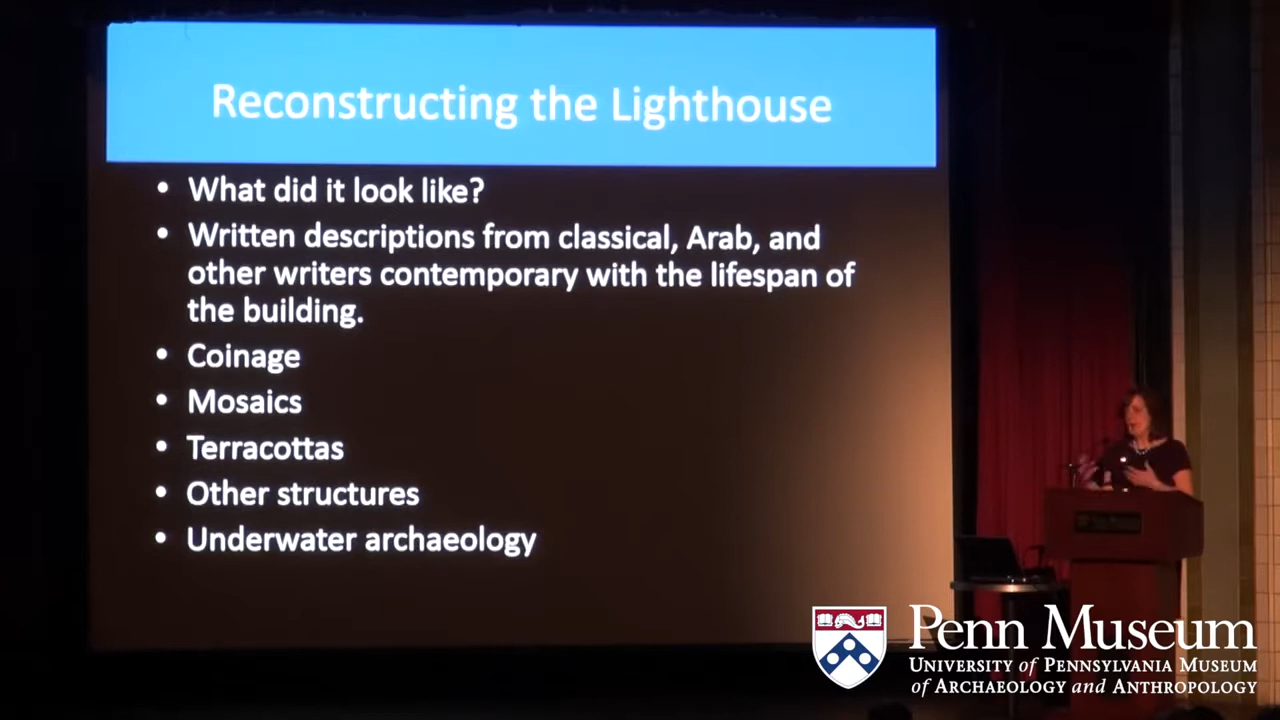 Reconstructing the Lighthouse
• What did it look like?
• Written descriptions from classical, Arab, and
other writers contemporary with the lifespan of
the building.
• Coinage
• Mosaics
• Terracottas
• Other structures
• Underwater archaeology
Penn Museum
University of Pennsylvania Museum
of Archaeology and Anthropology